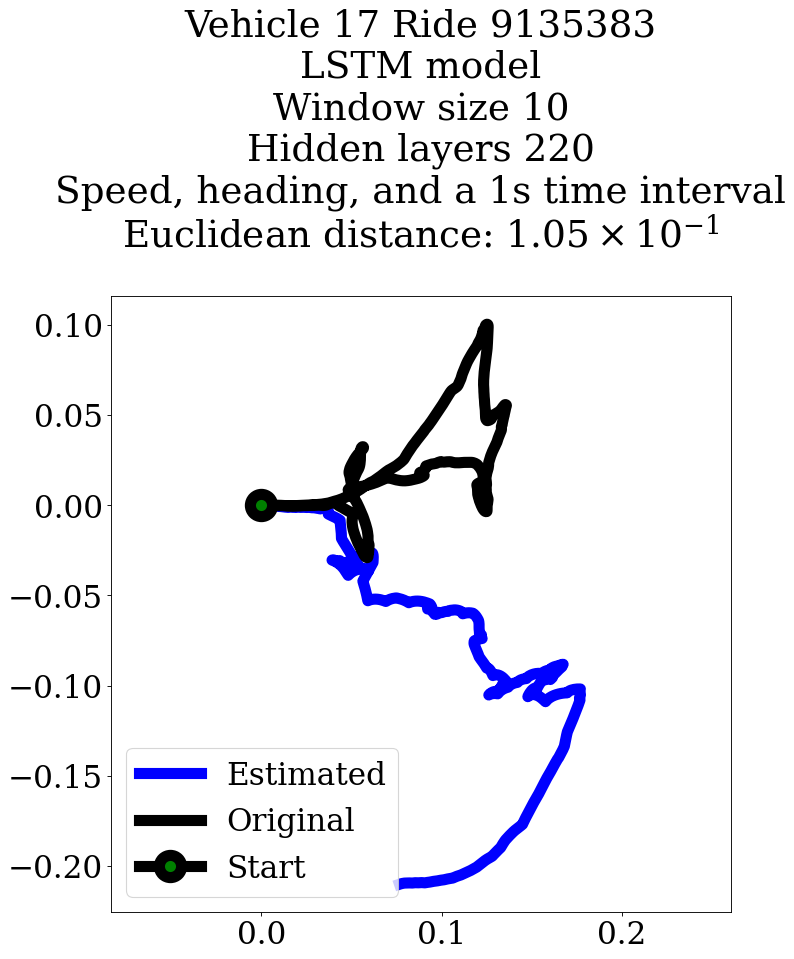 Vehicle 17 Ride 9135383
LSTM model
Window size 10
Hidden layers 220
Speed, heading, and a 1s time interval
Euclidean distance: 1.05 × 10⁻¹
0.10
0.05
0.00
−0.05
−0.10
−0.15
−0.20
Estimated
Original
Start
0.0 0.1 0.2